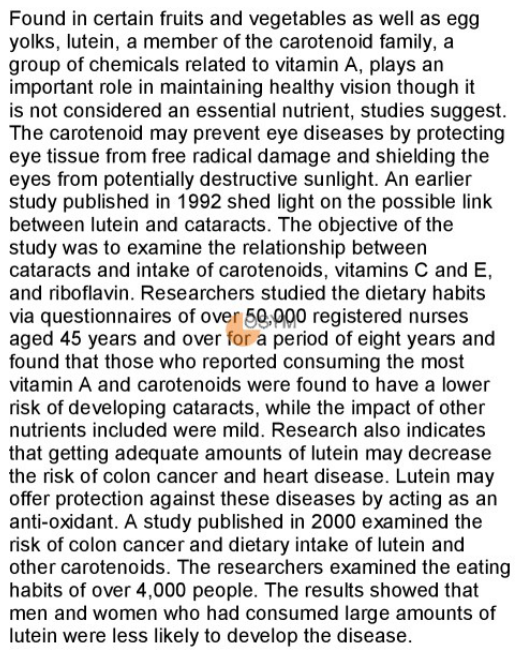 Found in certain fruits and vegetables as well as egg
yolks, lutein, a member of the carotenoid family, a
group of chemicals related to vitamin A, plays an
important role in maintaining healthy vision though it
is not considered an essential nutrient, studies suggest.
The carotenoid may prevent eye diseases by protecting
eye tissue from free radical damage and shielding the
eyes from potentially destructive sunlight. An earlier
study published in 1992 shed light on the possible link
between lutein and cataracts. The objective of the
study was to examine the relationship between
cataracts and intake of carotenoids, vitamins C and E,
and riboflavin. Researchers studied the dietary habits
via questionnaires of over 50,000 registered nurses
aged 45 years and over for a period of eight years and
found that those who reported consuming the most
vitamin A and carotenoids were found to have a lower
risk of developing cataracts, while the impact of other
nutrients included were mild. Research also indicates
that getting adequate amounts of lutein may decrease
the risk of colon cancer and heart disease. Lutein may
offer protection against these diseases by acting as an
anti-oxidant. A study published in 2000 examined the
risk of colon cancer and dietary intake of lutein and
other carotenoids. The researchers examined the eating
habits of over 4,000 people. The results showed that
men and women who had consumed large amounts of
lutein were less likely to develop the disease.